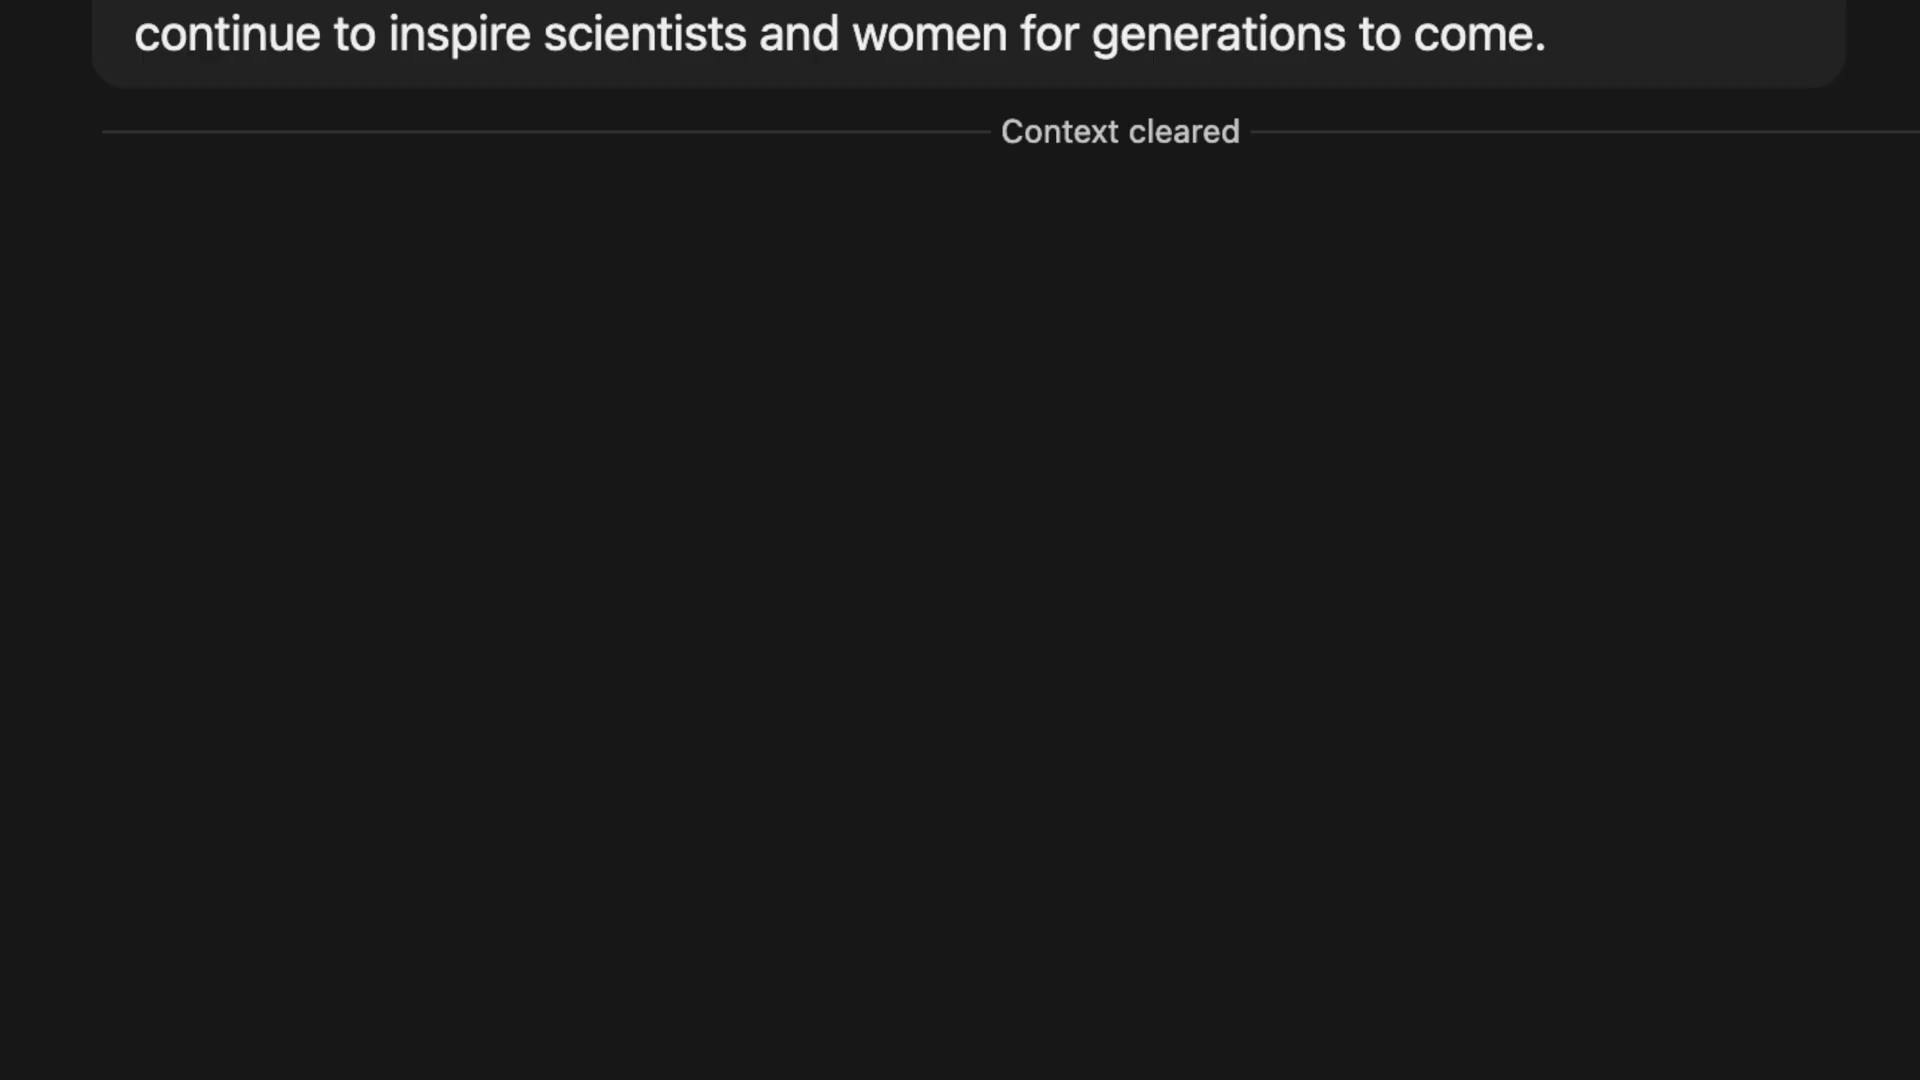 continue to inspire scientists and women for generations to come.
Context cleared